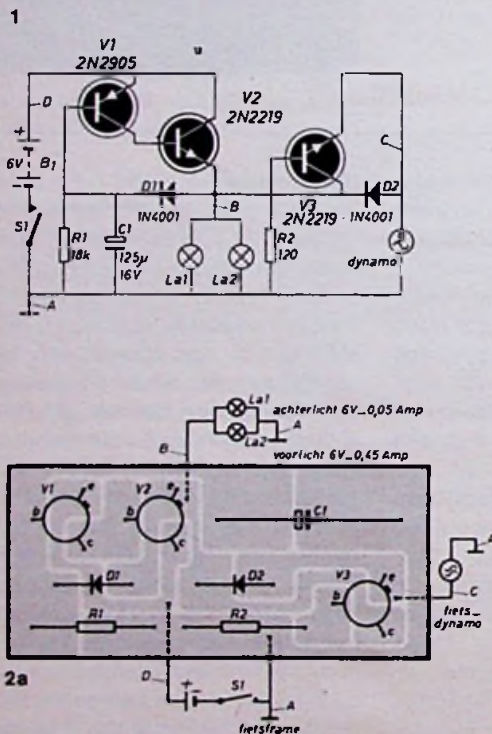 1
u
V1
2N2905
V2
2N2219
D
C
+
6V
B1
S1
D1
1N4001
B
V3
2N2219
D2
1N4001
R1
18k
C1
125µ
16V
La1
La2
R2
120
dynamo
A
La1
achterlicht 6V_0,05 Amp
A
La2
B
voorlicht 6V_0,45 Amp
V1
e
b
c
V2
e
b
c
C1
A
D1
D2
V3
e
b
c
C
fiets_
dynamo
R1
R2
2a
D
+
-
S1
A
fietsframe